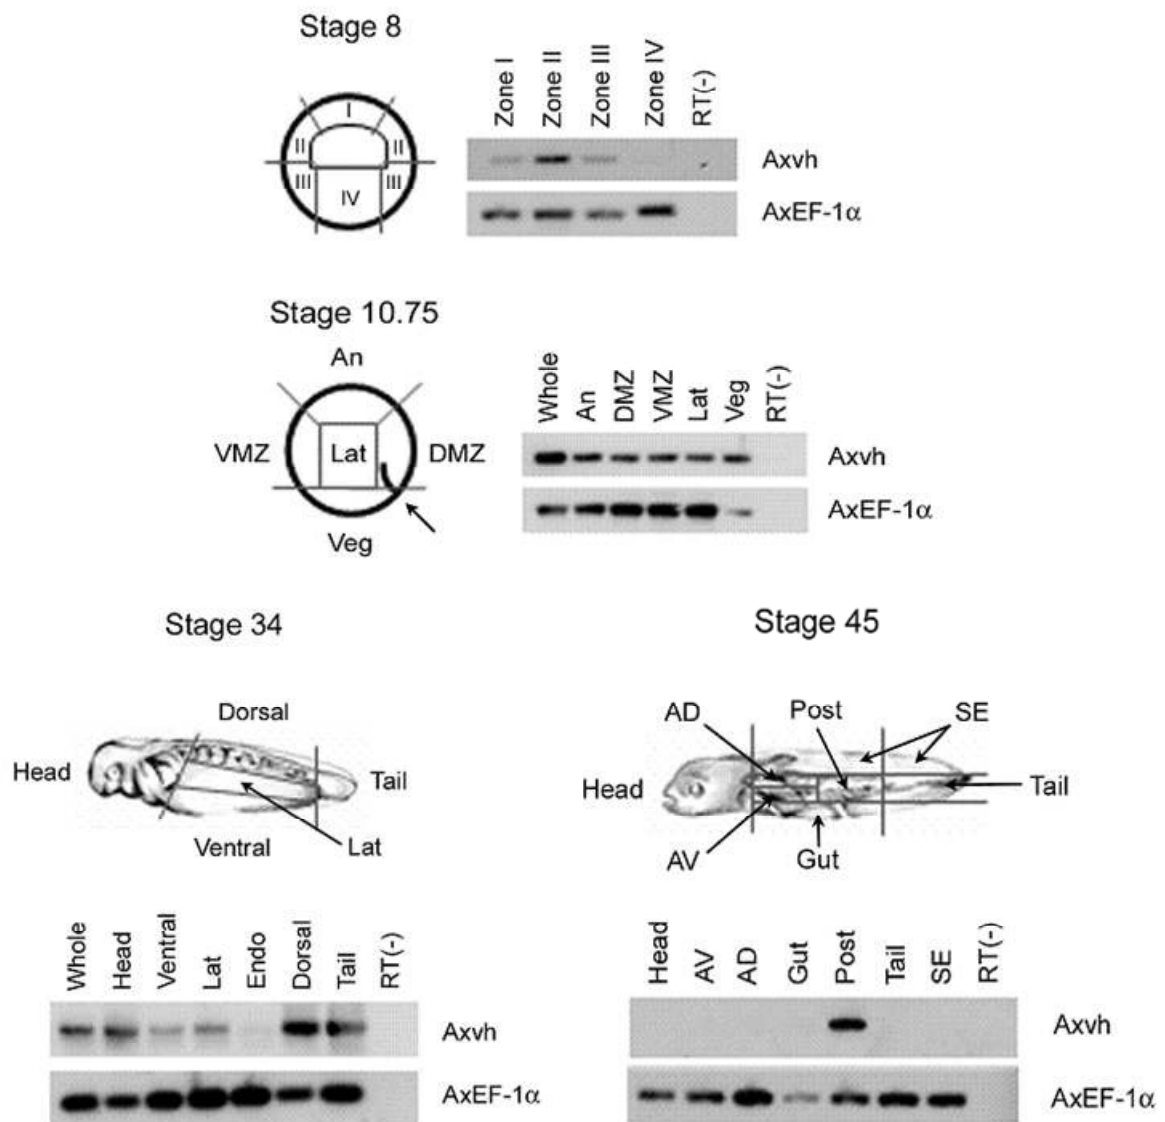 Stage 8
I
II II
III III
IV
Zone I Zone II Zone III Zone IV RT(-)
Axvh
AxEF-1α
Stage 10.75
An
VMZ Lat DMZ
Veg
Whole An DMZ VMZ Lat Veg RT(-)
Axvh
AxEF-1α
Stage 34
Dorsal
Head Tail
Ventral Lat
Whole Head Ventral Lat Endo Dorsal Tail RT(-)
Axvh
AxEF-1α
Stage 45
AD Post SE
Head Tail
AV Gut
Head AV AD Gut Post Tail SE RT(-)
Axvh
AxEF-1α